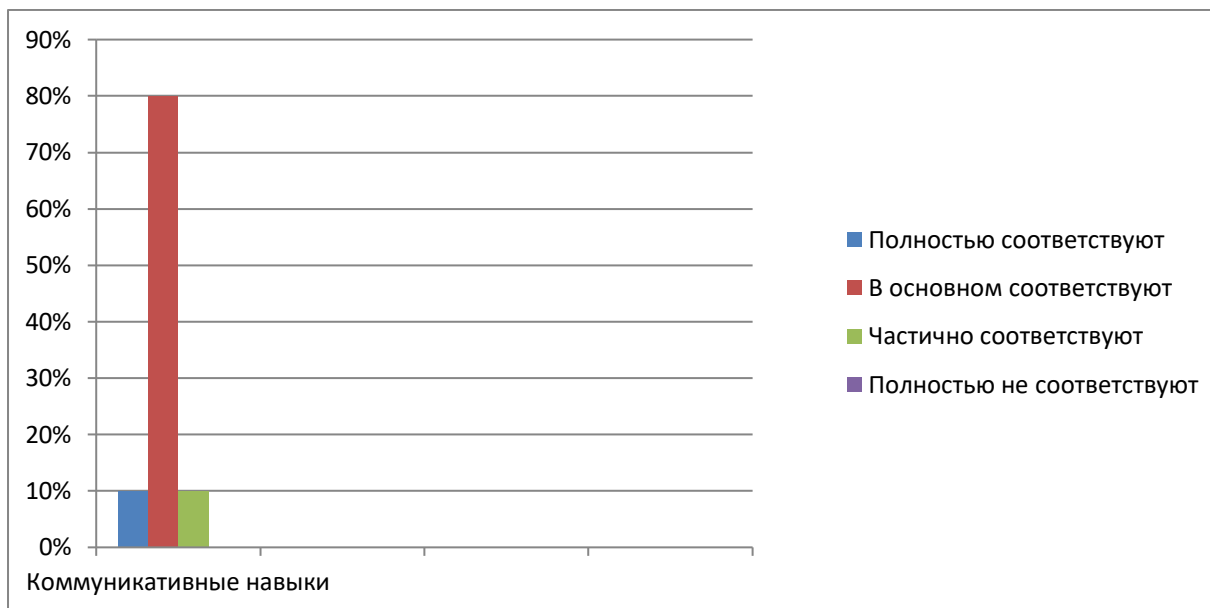 90%
80%
70%
60%
50%
40%
30%
20%
10%
0%
Коммуникативные навыки
Полностью соответствуют
В основном соответствуют
Частично соответствуют
Полностью не соответствуют